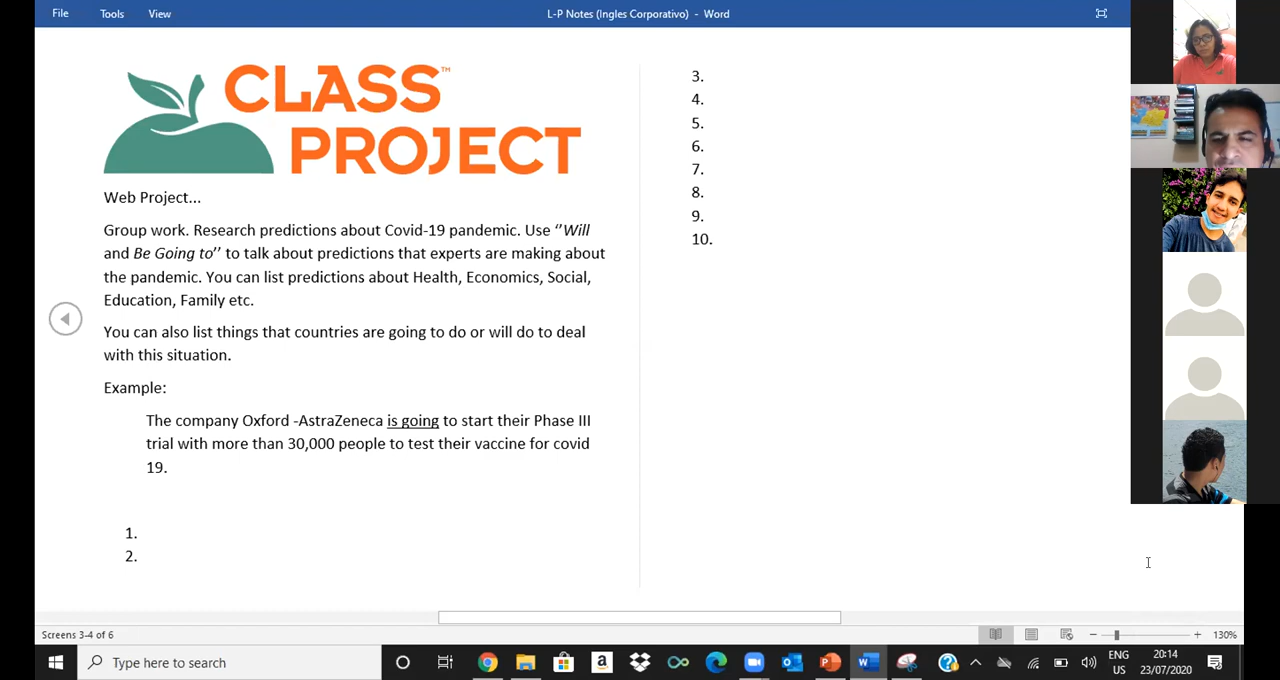 File Tools View L-P Notes (Ingles Corporativo) - Word
CLASS™
PROJECT
Web Project...
Group work. Research predictions about Covid-19 pandemic. Use ‘’Will
and Be Going to’’ to talk about predictions that experts are making about
the pandemic. You can list predictions about Health, Economics, Social,
Education, Family etc.
You can also list things that countries are going to do or will do to deal
with this situation.
Example:
The company Oxford -AstraZeneca is going to start their Phase III
trial with more than 30,000 people to test their vaccine for covid
19.
1.
2.
3.
4.
5.
6.
7.
8.
9.
10.
Screens 3-4 of 6
130%
Type here to search
ENG
US
20:14
23/07/2020